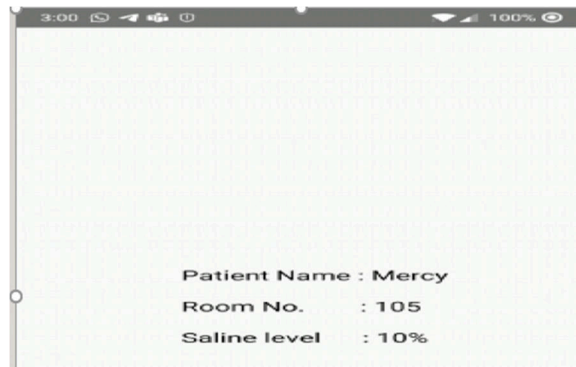 3:00 100%
Patient Name : Mercy
Room No. : 105
Saline level : 10%